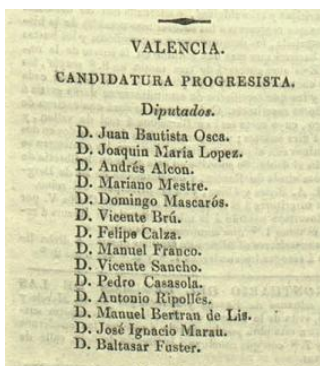 VALENCIA.
CANDIDATURA PROGRESISTA.
Diputados.
D. Juan Bautista Osca.
D. Joaquin María Lopez.
D. Andrés Alcon.
D. Mariano Mestre.
D. Domingo Mascarós.
D. Vicente Brú.
D. Felipe Calza.
D. Manuel Franco.
D. Vicente Sancho.
D. Pedro Casasola.
D. Antonio Ripollés.
D. Manuel Bertran de Lis.
D. José Ignacio Marau.
D. Baltasar Fuster.